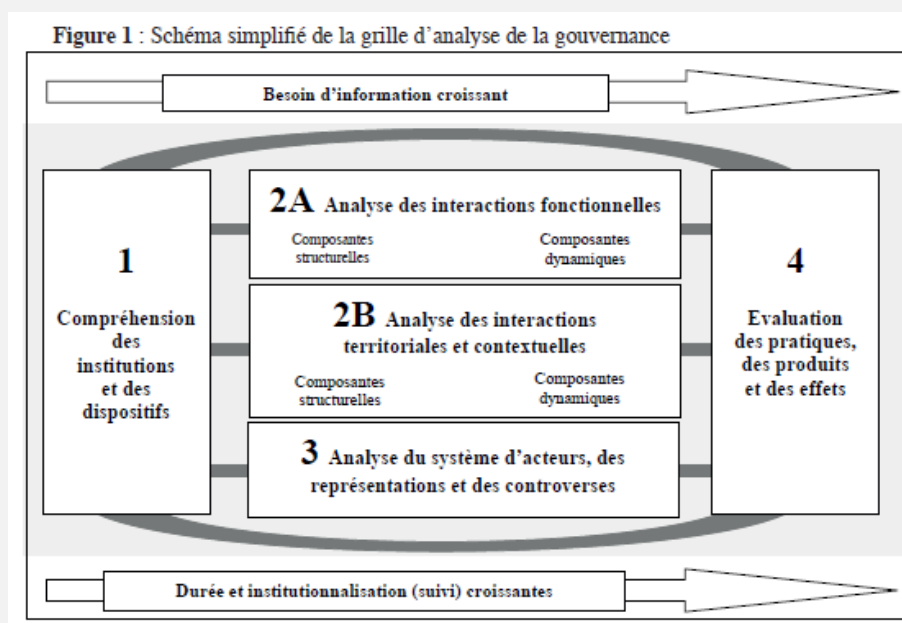 Figure 1 : Schéma simplifié de la grille d'analyse de la gouvernance
Besoin d'information croissant
1
Compréhension
des
institutions
et des
dispositifs
2A Analyse des interactions fonctionnelles
Composantes
structurelles
Composantes
dynamiques
2B Analyse des interactions
territoriales et contextuelles
Composantes
structurelles
Composantes
dynamiques
3 Analyse du système d'acteurs, des
représentations et des controverses
4
Evaluation
des pratiques,
des produits
et des effets
Durée et institutionnalisation (suivi) croissantes